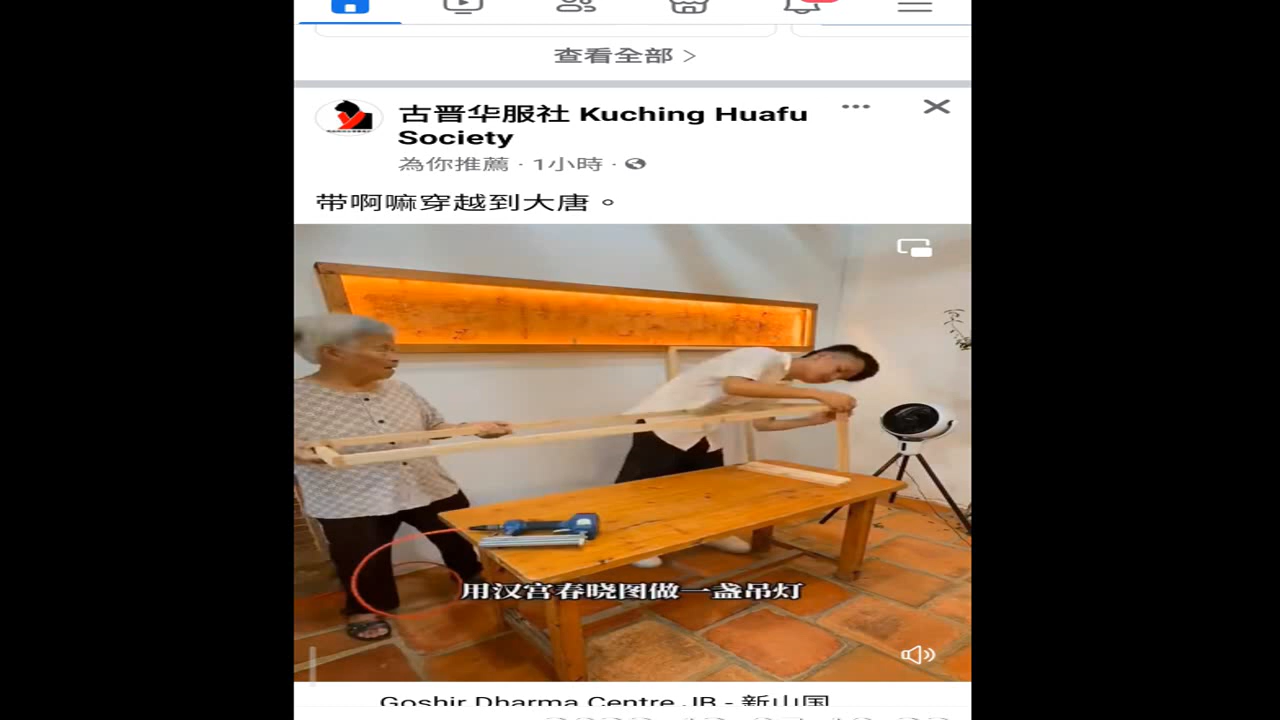 查看全部 >
古晋华服社 Kuching Huafu
Society
為你推薦 · 1小時 ·
带啊嘛穿越到大唐。
用汉宫春晓图做一盏吊灯
Goshir Dharma Centre JB - 新山国